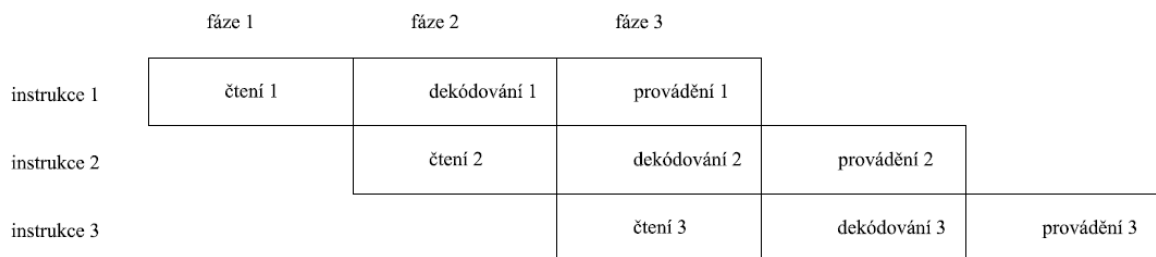 fáze 1 fáze 2 fáze 3
instrukce 1 čtení 1 dekódování 1 provádění 1
instrukce 2 čtení 2 dekódování 2 provádění 2
instrukce 3 čtení 3 dekódování 3 provádění 3